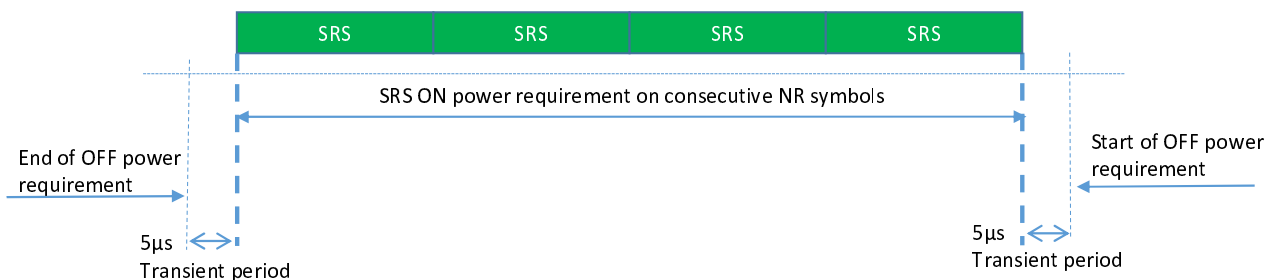 SRS SRS SRS SRS
SRS ON power requirement on consecutive NR symbols
End of OFF power
requirement
Start of OFF power
requirement
5µs
Transient period
5µs
Transient period